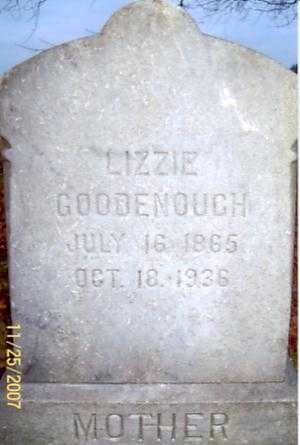 LIZZIE
GOODENOUGH
JULY 16 1865
OCT. 18. 1936
MOTHER
11/25/2007